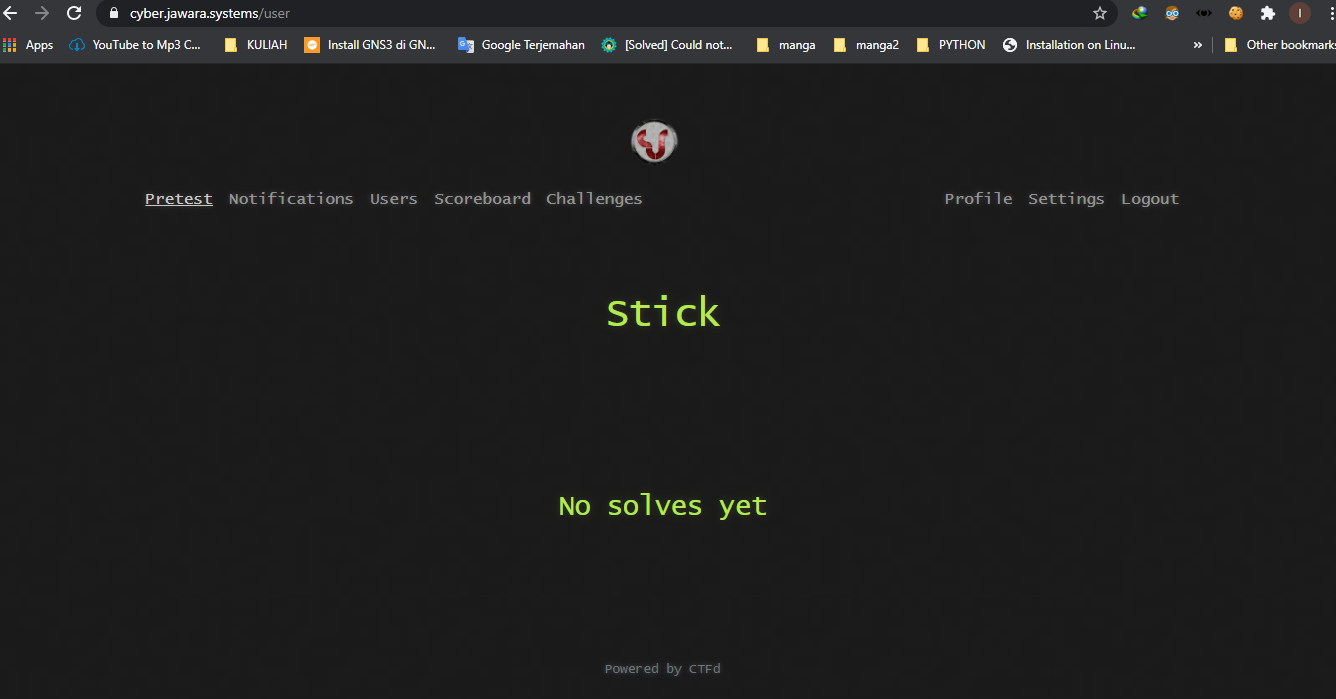 cyber.jawara.systems/user
Apps YouTube to Mp3 C... KULIAH Install GNS3 di GN... Google Terjemahan [Solved] Could not... manga manga2 PYTHON Installation on Linu... » Other bookmarks
Pretest Notifications Users Scoreboard Challenges Profile Settings Logout
Stick
No solves yet
Powered by CTFd